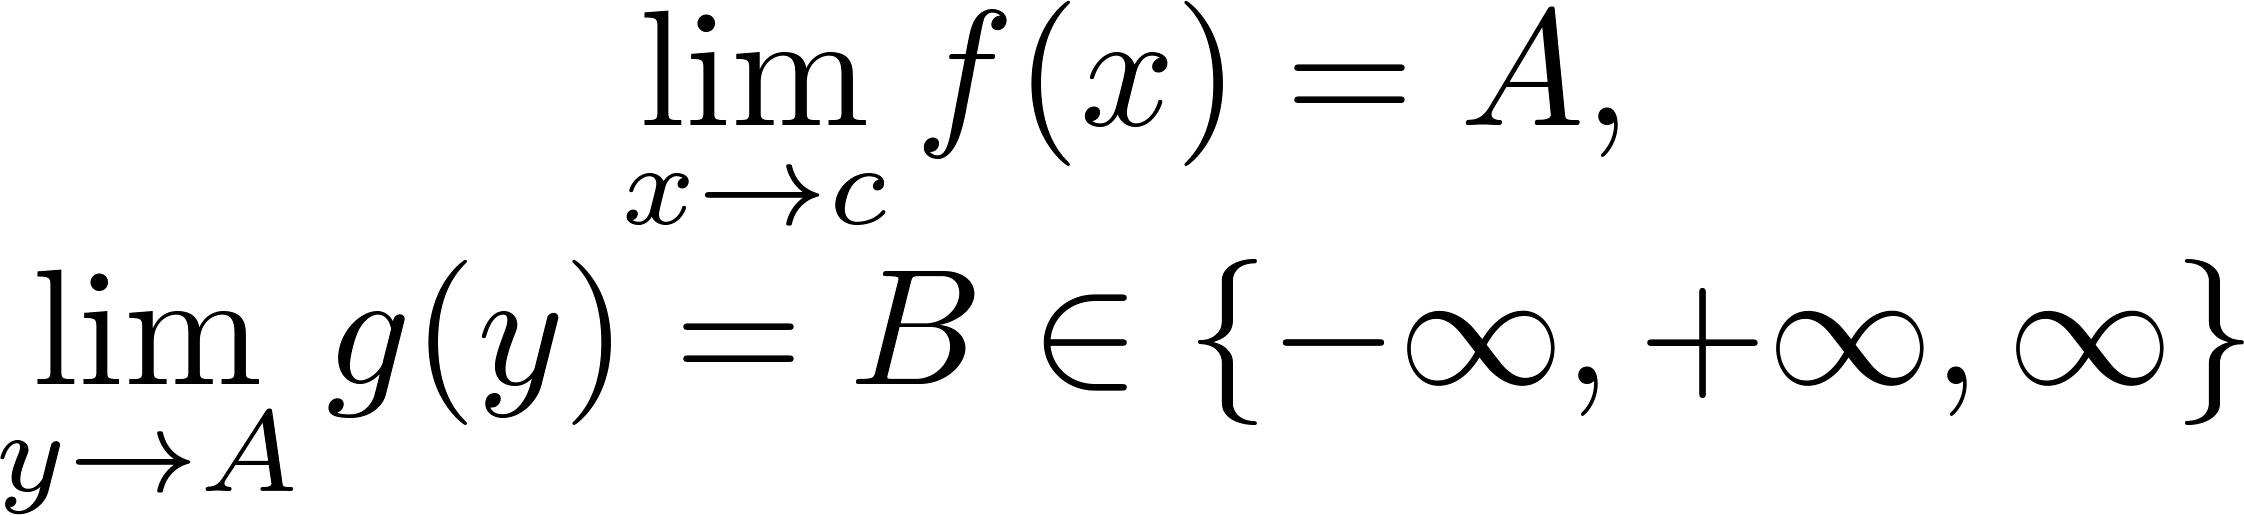 lim_{x→c} f(x) = A,
lim_{y→A} g(y) = B ∈ {−∞, +∞, ∞}